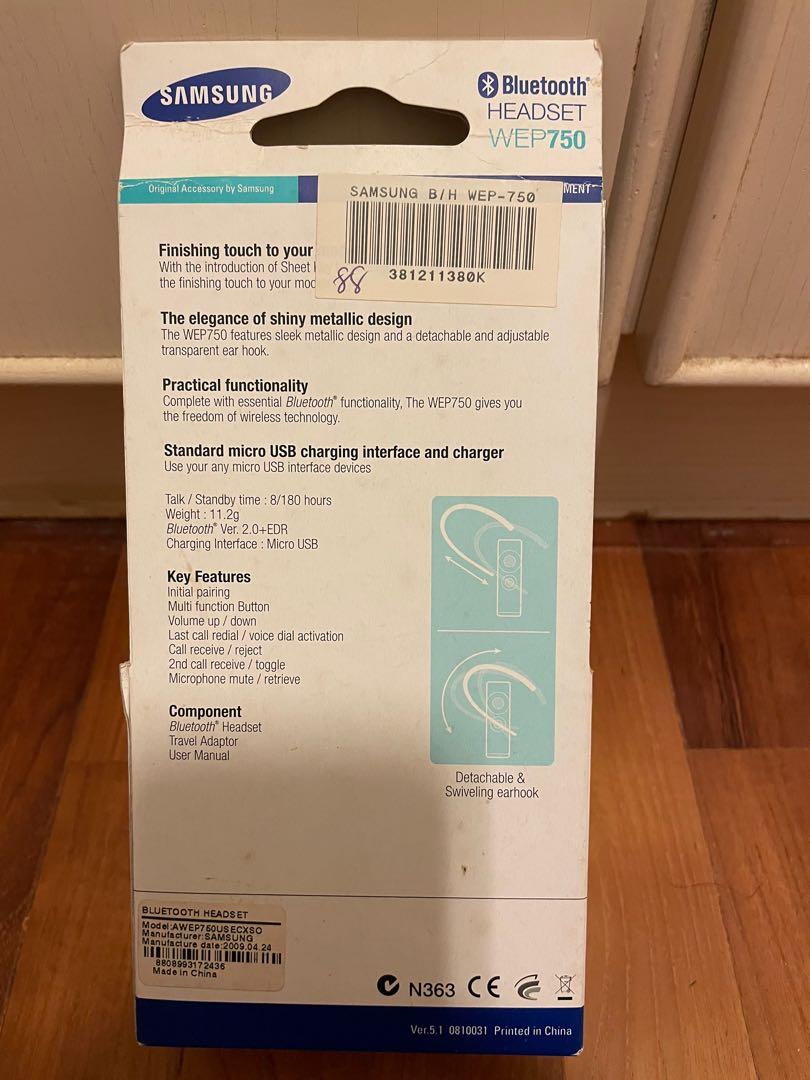 SAMSUNG
Bluetooth®
HEADSET
WEP750
Original Accessory by Samsung
MENT
SAMSUNG B/H WEP-750
381211380K
88
Finishing touch to your
With the introduction of Sheet
the finishing touch to your
The elegance of shiny metallic design
The WEP750 features sleek metallic design and a detachable and adjustable
transparent ear hook.
Practical functionality
Complete with essential Bluetooth® functionality, The WEP750 gives you
the freedom of wireless technology.
Standard micro USB charging interface and charger
Use your any micro USB interface devices
Talk / Standby time : 8/180 hours
Weight : 11.2g
Bluetooth® Ver. 2.0+EDR
Charging Interface : Micro USB
Key Features
Initial pairing
Multi function Button
Volume up / down
Last call redial / voice dial activation
Call receive / reject
2nd call receive / toggle
Microphone mute / retrieve
Component
Bluetooth® Headset
Travel Adaptor
User Manual
Detachable &
Swiveling earhook
BLUETOOTH HEADSET
Model:AWEP750USECXSO
Manufacturer:SAMSUNG
Manufacture date:2009.04.24
8808993172436
Made in China
N363 CE
Ver.5.1 0810031 Printed in China